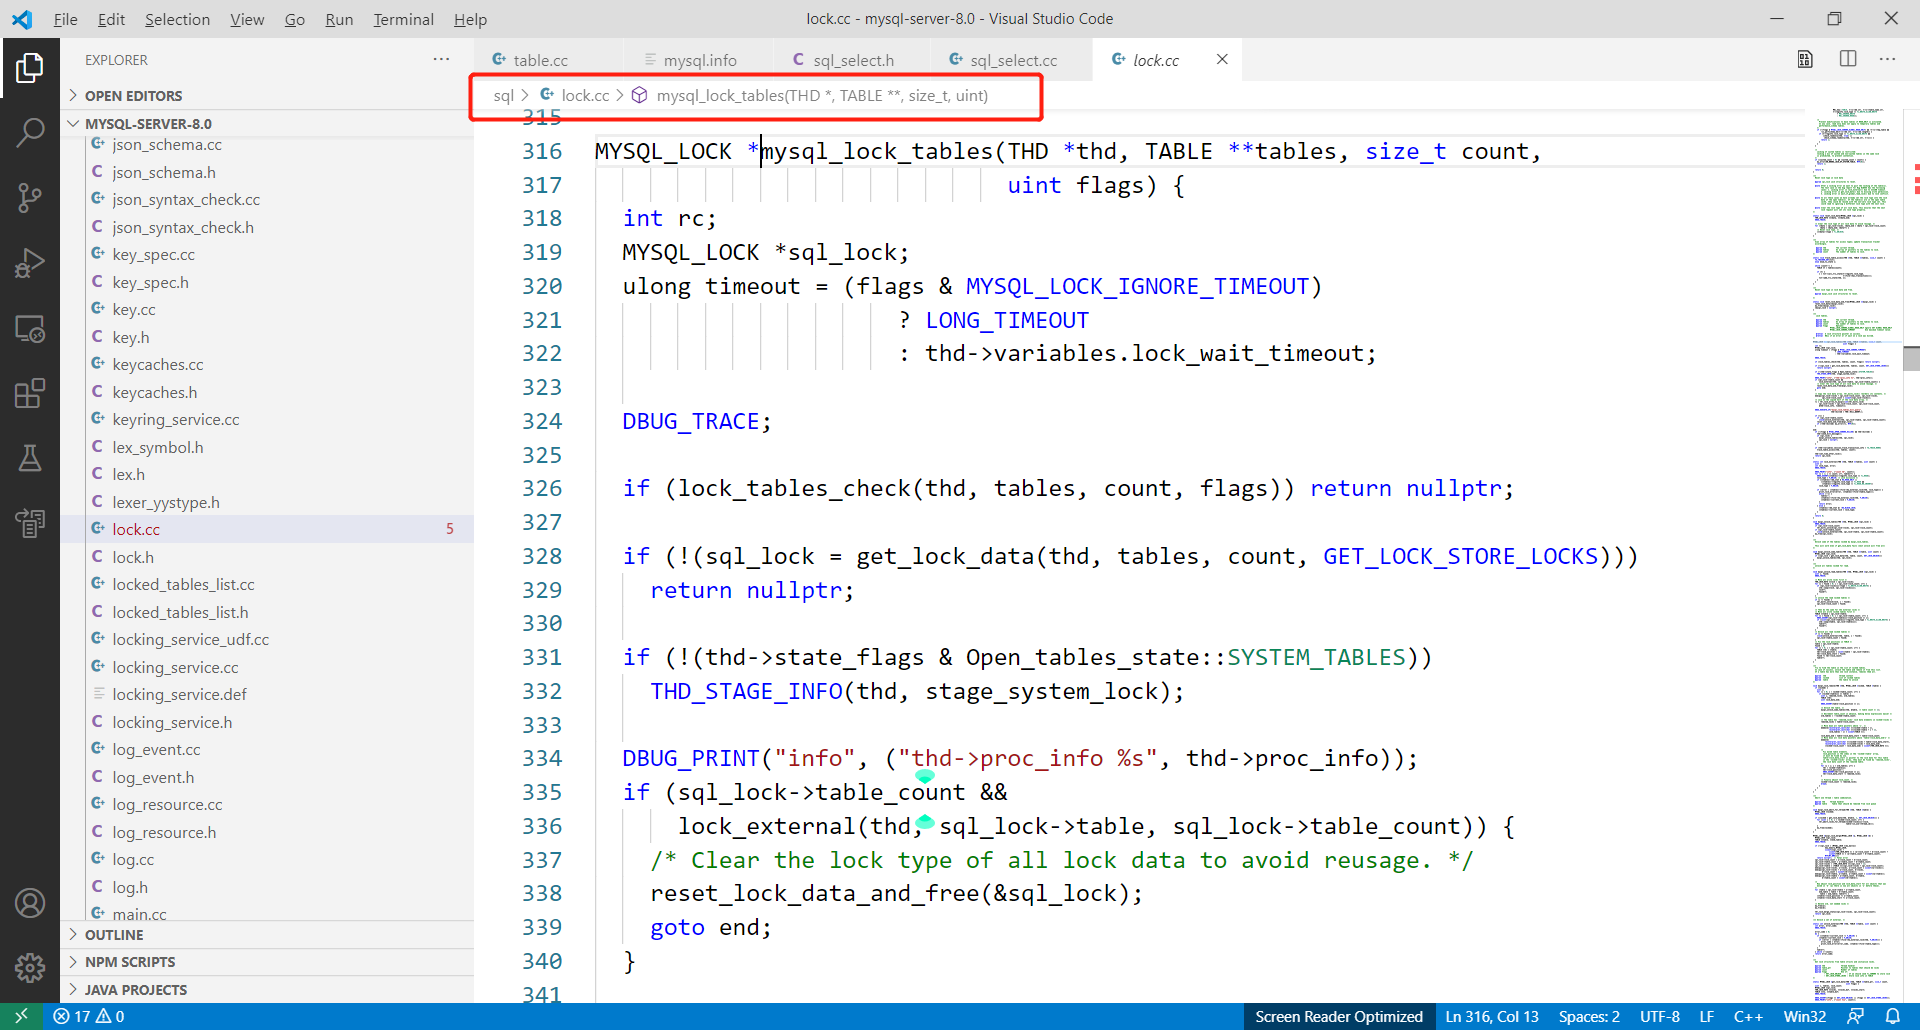 File Edit Selection View Go Run Terminal Help
lock.cc - mysql-server-8.0 - Visual Studio Code
EXPLORER
OPEN EDITORS
MYSQL-SERVER-8.0
json_schema.cc
json_schema.h
json_syntax_check.cc
json_syntax_check.h
key_spec.cc
key_spec.h
key.cc
key.h
keycaches.cc
keycaches.h
keyring_service.cc
lex_symbol.h
lex.h
lexer_yystype.h
lock.cc 5
lock.h
locked_tables_list.cc
locked_tables_list.h
locking_service_udf.cc
locking_service.cc
locking_service.def
locking_service.h
log_event.cc
log_event.h
log_resource.cc
log_resource.h
log.cc
log.h
main.cc
OUTLINE
NPM SCRIPTS
JAVA PROJECTS
table.cc mysql.info sql_select.h sql_select.cc lock.cc
sql > lock.cc > mysql_lock_tables(THD *, TABLE **, size_t, uint)
315
316 MYSQL_LOCK *mysql_lock_tables(THD *thd, TABLE **tables, size_t count,
317 uint flags) {
318 int rc;
319 MYSQL_LOCK *sql_lock;
320 ulong timeout = (flags & MYSQL_LOCK_IGNORE_TIMEOUT)
321 ? LONG_TIMEOUT
322 : thd->variables.lock_wait_timeout;
323
324 DBUG_TRACE;
325
326 if (lock_tables_check(thd, tables, count, flags)) return nullptr;
327
328 if (!(sql_lock = get_lock_data(thd, tables, count, GET_LOCK_STORE_LOCKS)))
329 return nullptr;
330
331 if (!(thd->state_flags & Open_tables_state::SYSTEM_TABLES))
332 THD_STAGE_INFO(thd, stage_system_lock);
333
334 DBUG_PRINT("info", ("thd->proc_info %s", thd->proc_info));
335 if (sql_lock->table_count &&
336 lock_external(thd, sql_lock->table, sql_lock->table_count)) {
337 /* Clear the lock type of all lock data to avoid reusage. */
338 reset_lock_data_and_free(&sql_lock);
339 goto end;
340 }
341
17 0
Screen Reader Optimized Ln 316, Col 13 Spaces: 2 UTF-8 LF C++ Win32